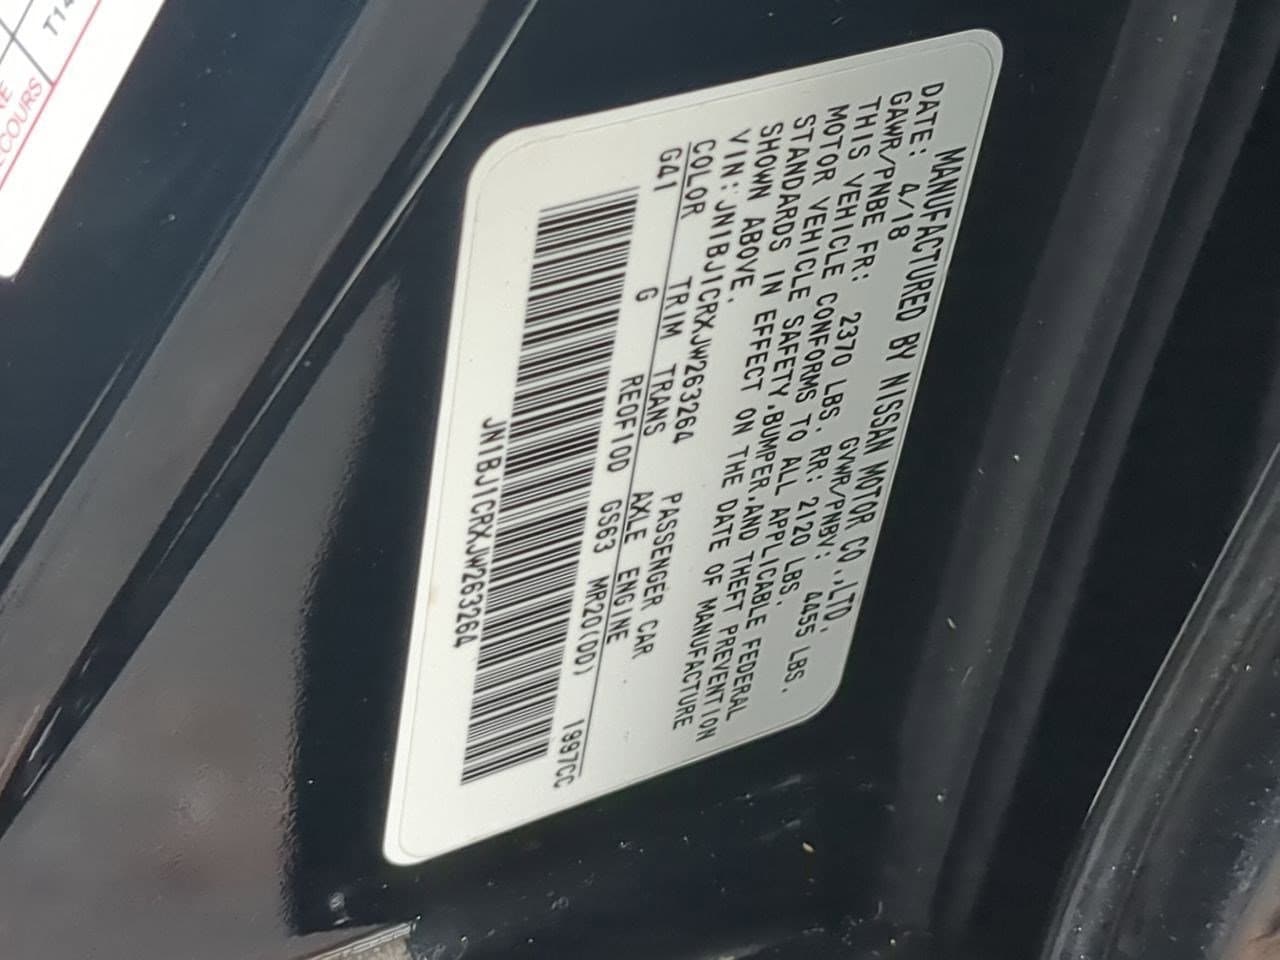 MANUFACTURED BY NISSAN MOTOR CO.,LTD.
DATE: 4/18 GVWR/PNBV: 4455 LBS.
GAWR/PNBE FR: 2370 LBS. RR: 2120 LBS.
THIS VEHICLE CONFORMS TO ALL APPLICABLE FEDERAL
MOTOR VEHICLE SAFETY,BUMPER,AND THEFT PREVENTION
STANDARDS IN EFFECT ON THE DATE OF MANUFACTURE
SHOWN ABOVE.
VIN:JN1BJ1CRXJW263264 PASSENGER CAR
COLOR TRIM TRANS AXLE ENGINE
G41 G RE0F10D GS63 MR20(DD) 1997CC
JN1BJ1CRXJW263264
COURS
T14